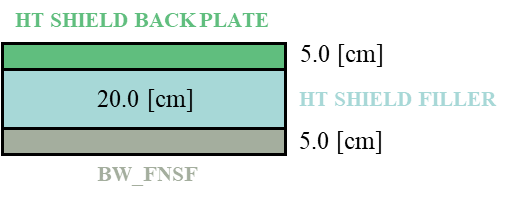 HT SHIELD BACK PLATE
5.0 [cm]
20.0 [cm]
HT SHIELD FILLER
5.0 [cm]
BW_FNSF